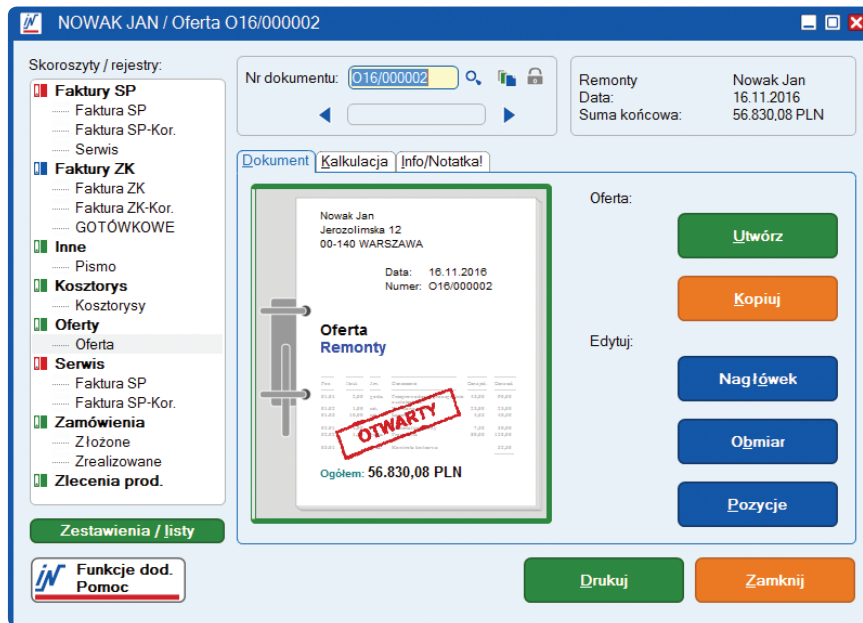 NOWAK JAN / Oferta O16/000002
Skoroszyty / rejestry:
Faktury SP
Faktura SP
Faktura SP-Kor.
Serwis
Faktury ZK
Faktura ZK
Faktura ZK-Kor.
GOTÓWKOWE
Inne
Pismo
Kosztorys
Kosztorysy
Oferty
Oferta
Serwis
Faktura SP
Faktura SP-Kor.
Zamówienia
Złożone
Zrealizowane
Zlecenia prod.
Zestawienia / listy
Funkcje dod.
Pomoc
Nr dokumentu: O16/000002
Remonty Nowak Jan
Data: 16.11.2016
Suma końcowa: 56.830,08 PLN
Dokument Kalkulacja Info/Notatka!
Nowak Jan
Jerozolimska 12
00-140 WARSZAWA
Data: 16.11.2016
Numer: O16/000002
Oferta
Remonty
OTWARTY
Ogółem: 56.830,08 PLN
Oferta:
Utwórz
Kopiuj
Edytuj:
Nagłówek
Obmiar
Pozycje
Drukuj
Zamknij